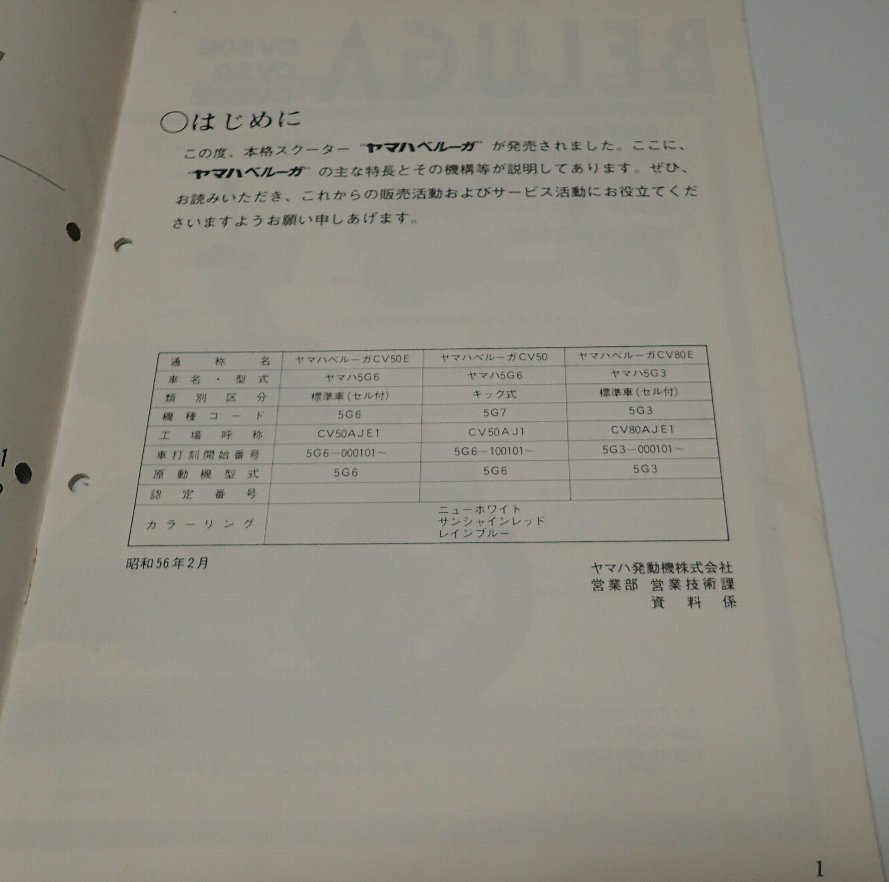 ○はじめに
この度、本格スクーター"ヤマハベルーガ"が発売されました。ここに、
"ヤマハベルーガ"の主な特長とその機構等が説明してあります。ぜひ、
お読みいただき、これからの販売活動およびサービス活動にお役立てくだ
さいますようお願い申しあげます。
通称名 ヤマハベルーガCV50E ヤマハベルーガCV50 ヤマハベルーガCV80E
車名・型式 ヤマハ5G6 ヤマハ5G6 ヤマハ5G3
類別区分 標準車(セル付) キック式 標準車(セル付)
機種コード 5G6 5G7 5G3
工場呼称 CV50AJE1 CV50AJ1 CV80AJE1
車打刻開始番号 5G6-000101~ 5G6-100101~ 5G3-000101~
原動機型式 5G6 5G6 5G3
認定番号
カラーリング ニューホワイト
サンシャインレッド
レインブルー
昭和56年2月
ヤマハ発動機株式会社
営業部 営業技術課
資料係
1